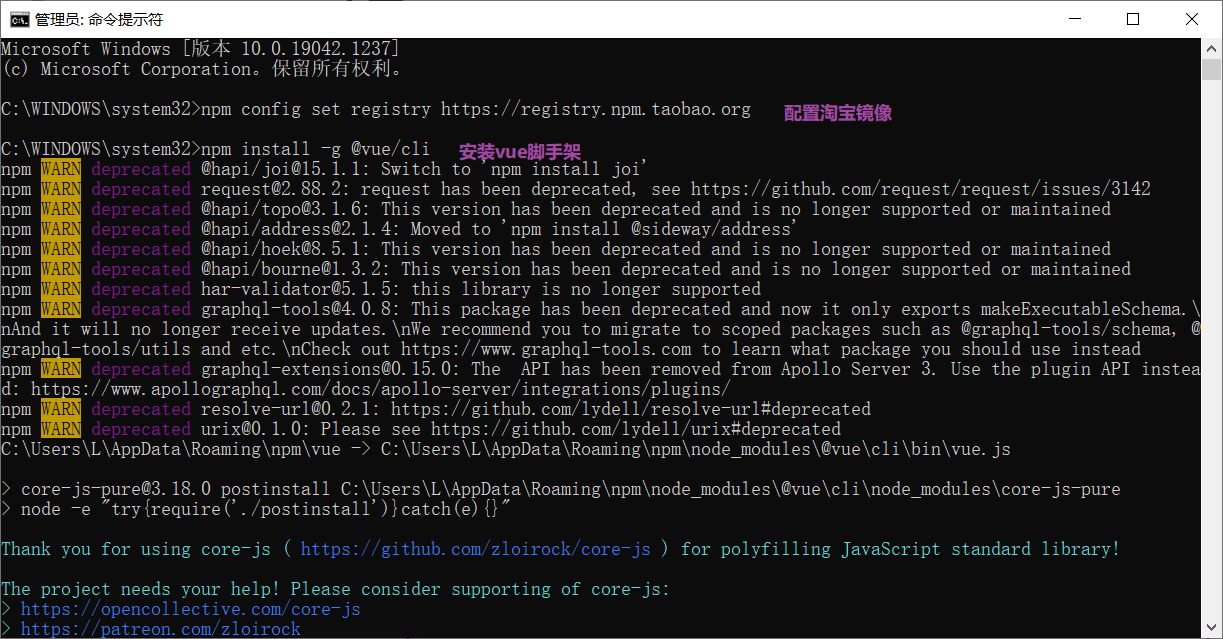 管理员: 命令提示符
Microsoft Windows [版本 10.0.19042.1237]
(c) Microsoft Corporation。保留所有权利。
C:\WINDOWS\system32>npm config set registry https://registry.npm.taobao.org 配置淘宝镜像
C:\WINDOWS\system32>npm install -g @vue/cli 安装vue脚手架
npm WARN deprecated @hapi/joi@15.1.1: Switch to 'npm install joi'
npm WARN deprecated request@2.88.2: request has been deprecated, see https://github.com/request/request/issues/3142
npm WARN deprecated @hapi/topo@3.1.6: This version has been deprecated and is no longer supported or maintained
npm WARN deprecated @hapi/address@2.1.4: Moved to 'npm install @sideway/address'
npm WARN deprecated @hapi/hoek@8.5.1: This version has been deprecated and is no longer supported or maintained
npm WARN deprecated @hapi/bourne@1.3.2: This version has been deprecated and is no longer supported or maintained
npm WARN deprecated har-validator@5.1.5: this library is no longer supported
npm WARN deprecated graphql-tools@4.0.8: This package has been deprecated and now it only exports makeExecutableSchema.\
nAnd it will no longer receive updates.\nWe recommend you to migrate to scoped packages such as @graphql-tools/schema, @
graphql-tools/utils and etc.\nCheck out https://www.graphql-tools.com to learn what package you should use instead
npm WARN deprecated graphql-extensions@0.15.0: The  API has been removed from Apollo Server 3. Use the plugin API instea
d: https://www.apollographql.com/docs/apollo-server/integrations/plugins/
npm WARN deprecated resolve-url@0.2.1: https://github.com/lydell/resolve-url#deprecated
npm WARN deprecated urix@0.1.0: Please see https://github.com/lydell/urix#deprecated
C:\Users\L\AppData\Roaming\npm\vue -> C:\Users\L\AppData\Roaming\npm\node_modules\@vue\cli\bin\vue.js
> core-js-pure@3.18.0 postinstall C:\Users\L\AppData\Roaming\npm\node_modules\@vue\cli\node_modules\core-js-pure
> node -e "try{require('./postinstall')}catch(e){}"
Thank you for using core-js ( https://github.com/zloirock/core-js ) for polyfilling JavaScript standard library!
The project needs your help! Please consider supporting of core-js:
> https://opencollective.com/core-js
> https://patreon.com/zloirock